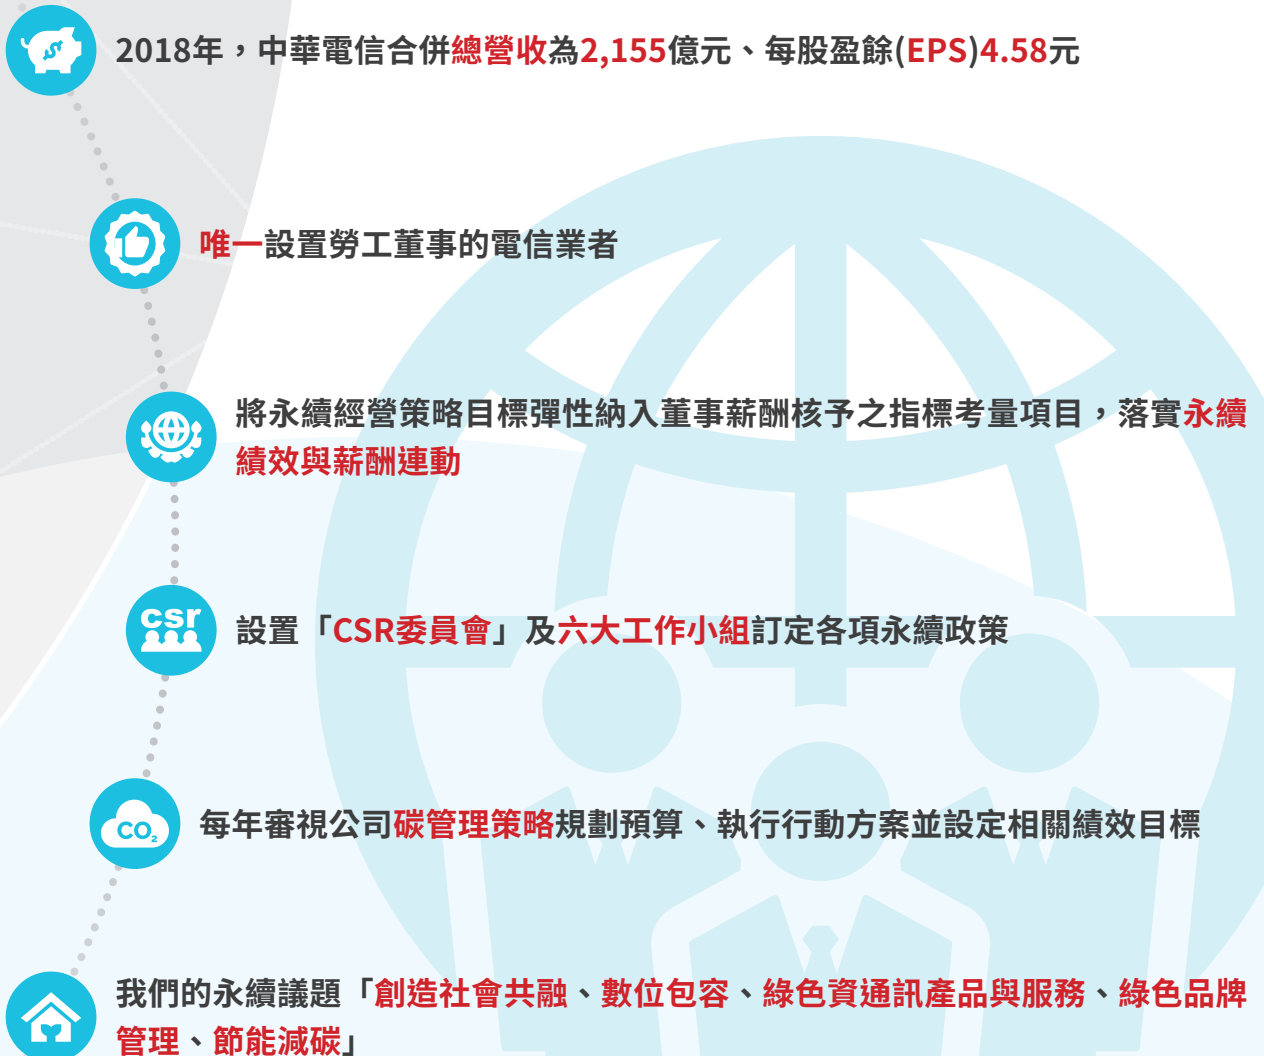 2018年，中華電信合併總營收為2,155億元、每股盈餘(EPS)4.58元
唯一設置勞工董事的電信業者
將永續經營策略目標彈性納入董事薪酬核予之指標考量項目，落實永續
績效與薪酬連動
csr
設置「CSR委員會」及六大工作小組訂定各項永續政策
CO₂
每年審視公司碳管理策略規劃預算、執行行動方案並設定相關績效目標
我們的永續議題「創造社會共融、數位包容、綠色資通訊產品與服務、綠色品牌
管理、節能減碳」